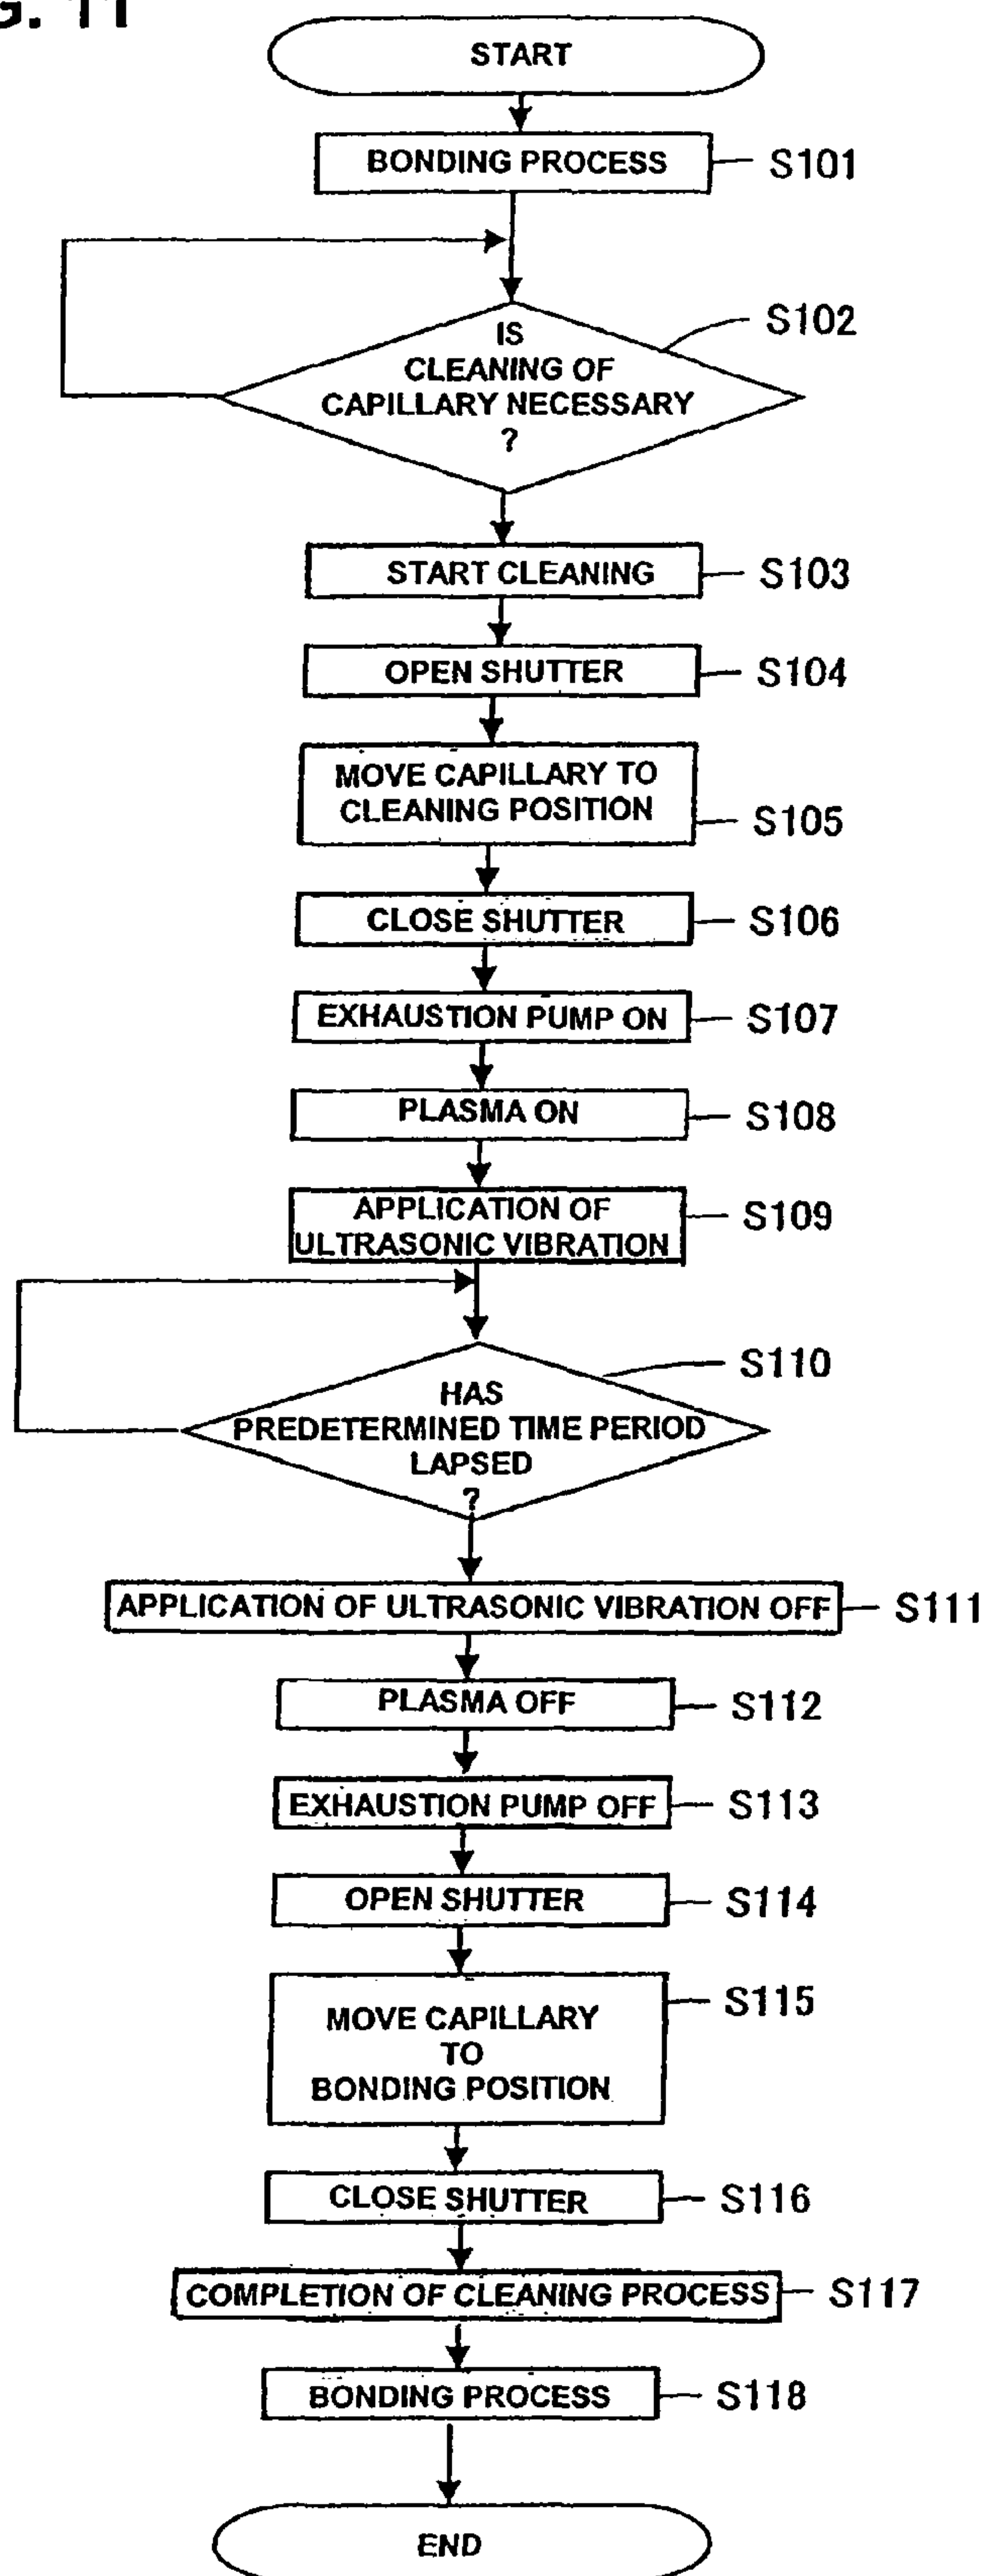 G. 11
START
BONDING PROCESS
S101
IS
CLEANING OF
CAPILLARY NECESSARY
?
S102
START CLEANING
S103
OPEN SHUTTER
S104
MOVE CAPILLARY TO
CLEANING POSITION
S105
CLOSE SHUTTER
S106
EXHAUSTION PUMP ON
S107
PLASMA ON
S108
APPLICATION OF
ULTRASONIC VIBRATION
S109
HAS
PREDETERMINED TIME PERIOD
LAPSED
?
S110
APPLICATION OF ULTRASONIC VIBRATION OFF
S111
PLASMA OFF
S112
EXHAUSTION PUMP OFF
S113
OPEN SHUTTER
S114
MOVE CAPILLARY
TO
BONDING POSITION
S115
CLOSE SHUTTER
S116
COMPLETION OF CLEANING PROCESS
S117
BONDING PROCESS
S118
END